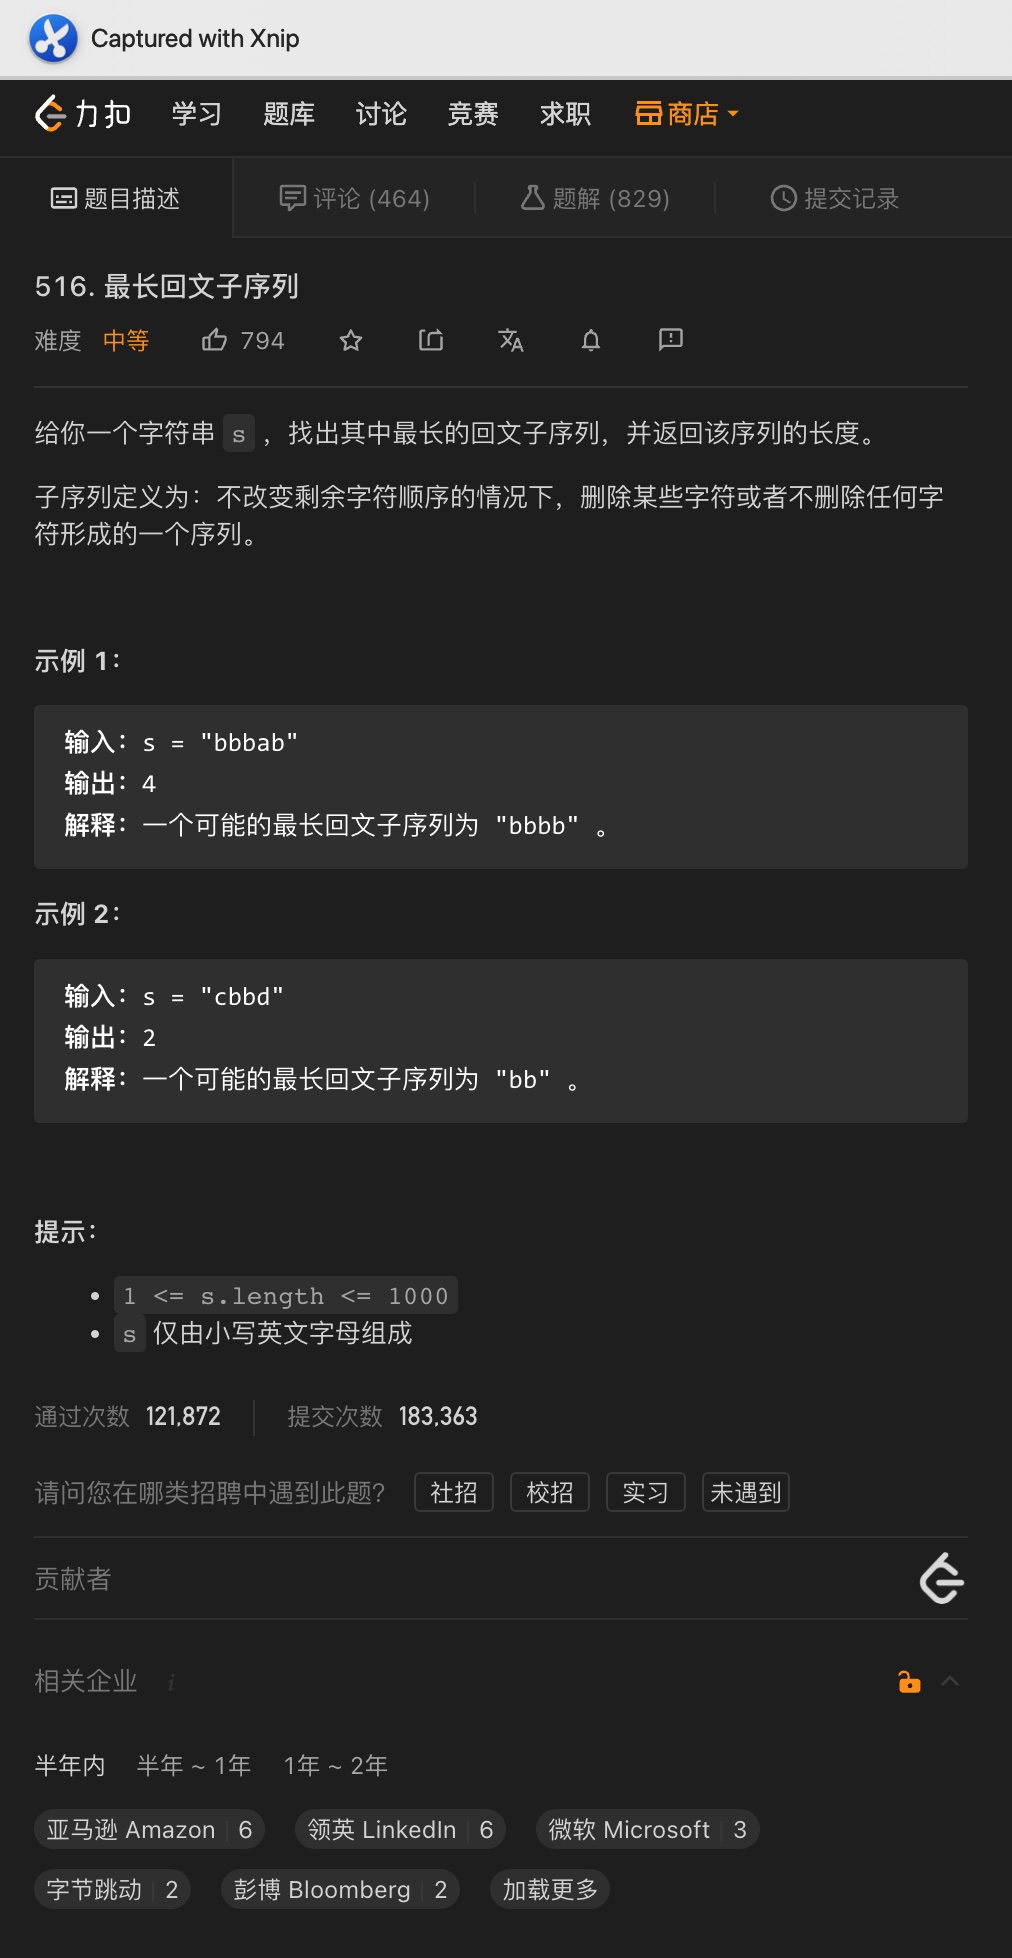 Captured with Xnip
力扣 学习 题库 讨论 竞赛 求职 商店
题目描述 评论 (464) 题解 (829) 提交记录
516. 最长回文子序列
难度 中等 794
给你一个字符串 s ，找出其中最长的回文子序列，并返回该序列的长度。
子序列定义为：不改变剩余字符顺序的情况下，删除某些字符或者不删除任何字
符形成的一个序列。
示例 1：
输入：s = "bbbab"
输出：4
解释：一个可能的最长回文子序列为 "bbbb" 。
示例 2：
输入：s = "cbbd"
输出：2
解释：一个可能的最长回文子序列为 "bb" 。
提示：
1 <= s.length <= 1000
s 仅由小写英文字母组成
通过次数 121,872 提交次数 183,363
请问您在哪类招聘中遇到此题? 社招 校招 实习 未遇到
贡献者
相关企业 i
半年内 半年 ~ 1年 1年 ~ 2年
亚马逊 Amazon 6 领英 LinkedIn 6 微软 Microsoft 3
字节跳动 2 彭博 Bloomberg 2 加载更多